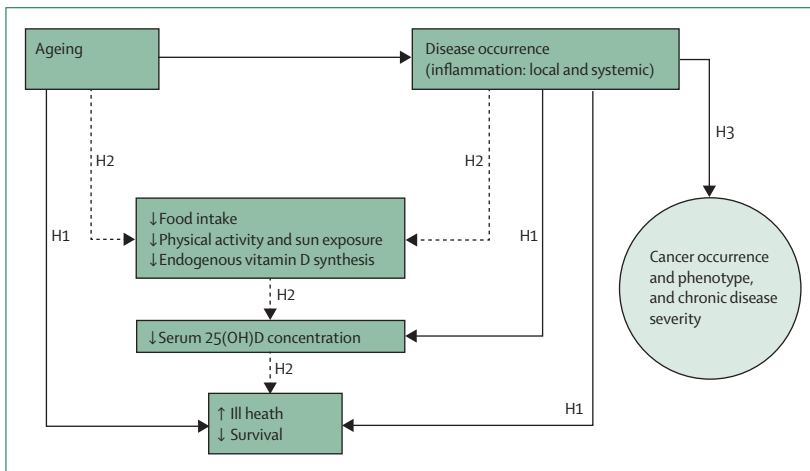 Ageing
Disease occurrence
(inflammation: local and systemic)
H3
H2
H2
↓Food intake
↓Physical activity and sun exposure
↓Endogenous vitamin D synthesis
H1
H1
Cancer occurrence
and phenotype,
and chronic disease
severity
H2
↓Serum 25(OH)D concentration
H2
↑ Ill heath
↓ Survival
H1